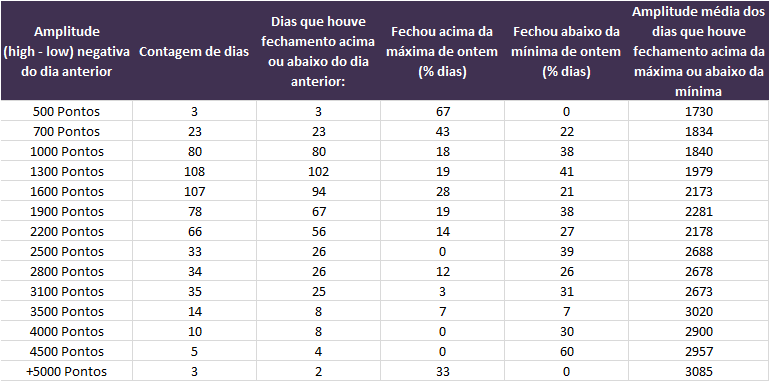 Amplitude (high - low) negativa do dia anterior | Contagem de dias | Dias que houve fechamento acima ou abaixo do dia anterior: | Fechou acima da máxima de ontem (% dias) | Fechou abaixo da mínima de ontem (% dias) | Amplitude média dos dias que houve fechamento acima da máxima ou abaixo da mínima
500 Pontos 3 3 67 0 1730
700 Pontos 23 23 43 22 1834
1000 Pontos 80 80 18 38 1840
1300 Pontos 108 102 19 41 1979
1600 Pontos 107 94 28 21 2173
1900 Pontos 78 67 19 38 2281
2200 Pontos 66 56 14 27 2178
2500 Pontos 33 26 0 39 2688
2800 Pontos 34 26 12 26 2678
3100 Pontos 35 25 3 31 2673
3500 Pontos 14 8 7 7 3020
4000 Pontos 10 8 0 30 2900
4500 Pontos 5 4 0 60 2957
+5000 Pontos 3 2 33 0 3085